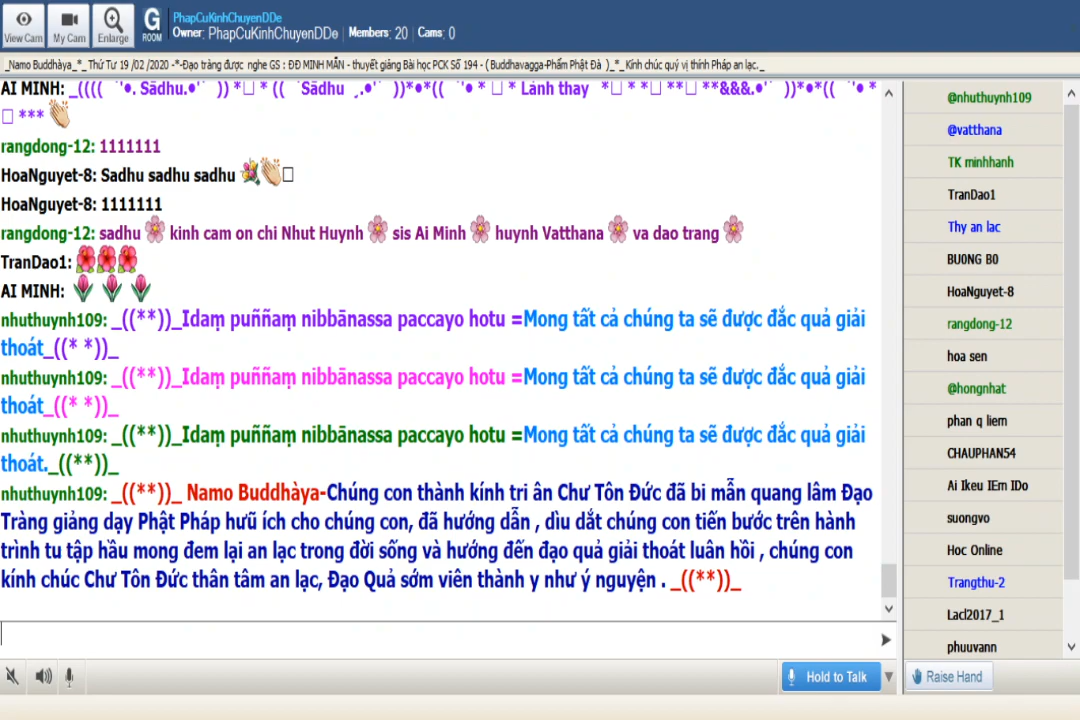 PhapCuKinhChuyenDDe
View Cam My Cam Enlarge G ROOM Owner: PhapCuKinhChuyenDDe Members: 20 Cams: 0
_Namo Buddhàya_*_ Thứ Tư 19 /02 /2020 -*-Đạo tràng được nghe GS : ĐĐ MINH MẪN - thuyết giảng Bài học PCK Số 194 - ( Buddhavagga-Phẩm Phật Đà )_*_Kính chúc quý vị thính Pháp an lạc._
AI MINH: _(((( ¨'•. Sādhu.•'¨ )) *□ * (( ¨Sādhu ¸.•'¨ ))*•*(( ¨'• * □ * Lành thay *□ * *□ **□ **&&&.•'¨ ))*•*(( ¨'• *
□ ***
rangdong-12: 1111111
HoaNguyet-8: Sadhu sadhu sadhu
HoaNguyet-8: 1111111
rangdong-12: sadhu kinh cam on chi Nhut Huynh sis Ai Minh huynh Vatthana va dao trang
TranDao1:
AI MINH:
nhuthuynh109: _((**))_Idaṃ puññaṃ nibbānassa paccayo hotu =Mong tất cả chúng ta sẽ được đắc quả giải
thoát_((* *))_
nhuthuynh109: _((**))_Idaṃ puññaṃ nibbānassa paccayo hotu =Mong tất cả chúng ta sẽ được đắc quả giải
thoát_((* *))_
nhuthuynh109: _((**))_Idaṃ puññaṃ nibbānassa paccayo hotu =Mong tất cả chúng ta sẽ được đắc quả giải
thoát._((**))_
nhuthuynh109: _((**))_ Namo Buddhàya-Chúng con thành kính tri ân Chư Tôn Đức đã bi mẫn quang lâm Đạo
Tràng giảng dạy Phật Pháp hưũ ích cho chúng con, đã hướng dẫn , dìu dắt chúng con tiến bước trên hành
trình tu tập hầu mong đem lại an lạc trong đời sống và hướng đến đạo quả giải thoát luân hồi , chúng con
kính chúc Chư Tôn Đức thân tâm an lạc, Đạo Quả sớm viên thành y như ý nguyện . _((**))_
@nhuthuynh109
@vatthana
TK minhhanh
TranDao1
Thy an lac
BUONG B0
HoaNguyet-8
rangdong-12
hoa sen
@hongnhat
phan q liem
CHAUPHAN54
Ai lkeu lEm lDo
suongvo
Hoc Online
Trangthu-2
Lacl2017_1
phuuvann
Hold to Talk
Raise Hand